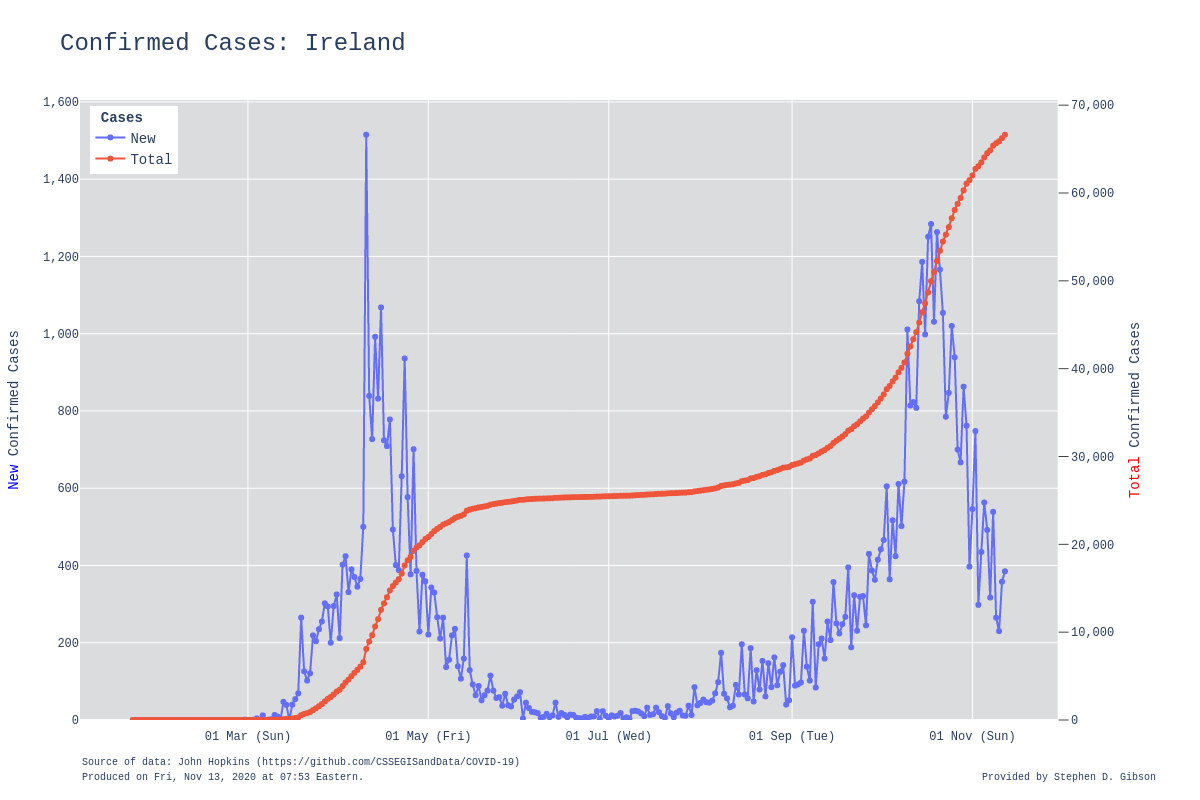 Confirmed Cases: Ireland
Cases
New
Total
1,600
1,400
1,200
1,000
800
600
400
200
0
70,000
60,000
50,000
40,000
30,000
20,000
10,000
0
New Confirmed Cases
Total Confirmed Cases
01 Mar (Sun) 01 May (Fri) 01 Jul (Wed) 01 Sep (Tue) 01 Nov (Sun)
Source of data: John Hopkins (https://github.com/CSSEGISandData/COVID-19)
Produced on Fri, Nov 13, 2020 at 07:53 Eastern.
Provided by Stephen D. Gibson